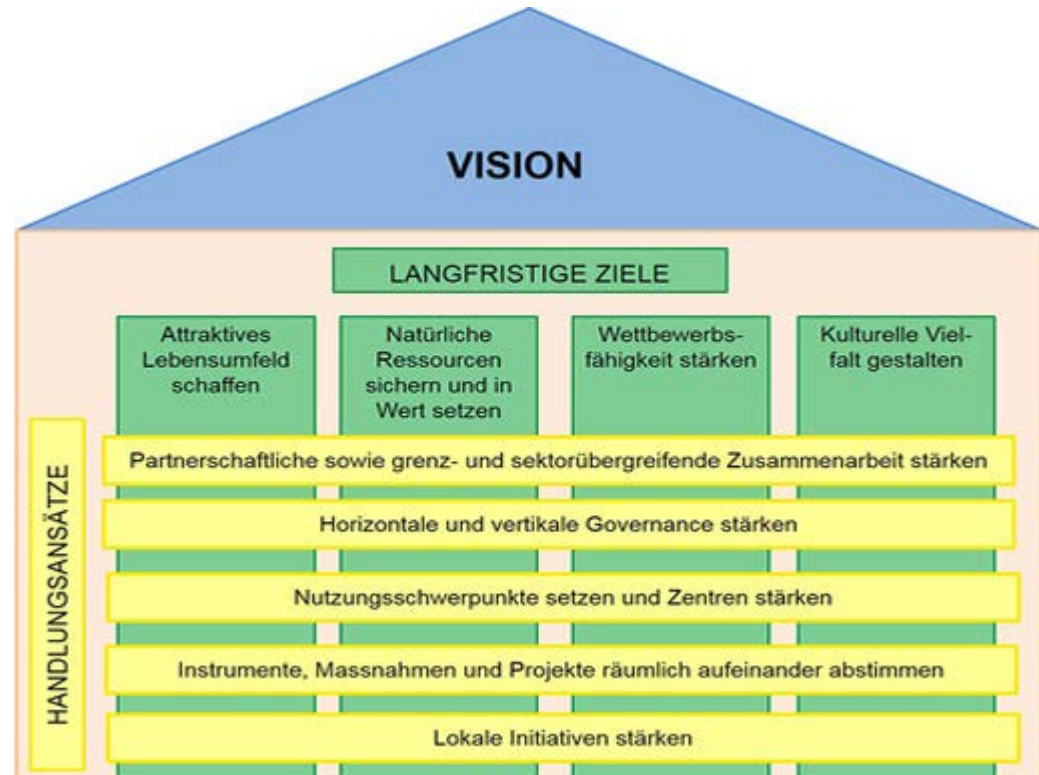 VISION
LANGFRISTIGE ZIELE
Attraktives
Lebensumfeld
schaffen
Natürliche
Ressourcen
sichern und in
Wert setzen
Wettbewerbs-
fähigkeit stärken
Kulturelle Viel-
falt gestalten
HANDLUNGSANSÄTZE
Partnerschaftliche sowie grenz- und sektorübergreifende Zusammenarbeit stärken
Horizontale und vertikale Governance stärken
Nutzungsschwerpunkte setzen und Zentren stärken
Instrumente, Massnahmen und Projekte räumlich aufeinander abstimmen
Lokale Initiativen stärken